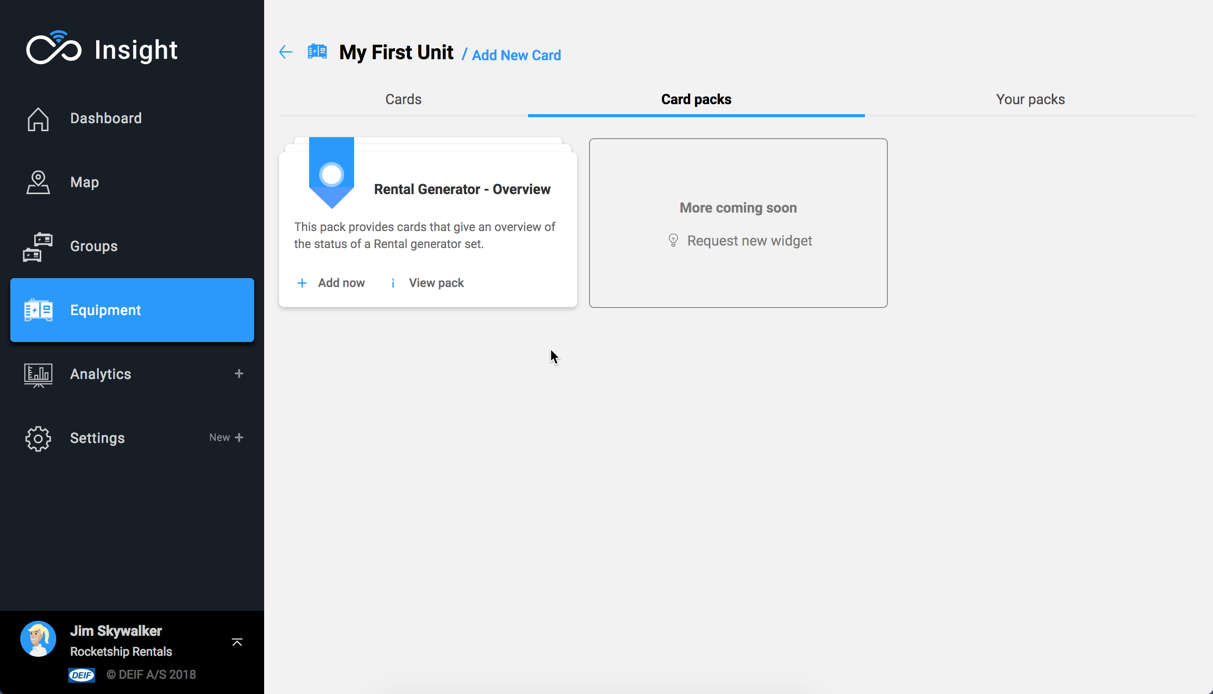 Insight
Dashboard
Map
Groups
Equipment
Analytics +
Settings New +
Jim Skywalker
Rocketship Rentals
DEIF © DEIF A/S 2018
My First Unit / Add New Card
Cards Card packs Your packs
Rental Generator - Overview
This pack provides cards that give an overview of
the status of a Rental generator set.
+ Add now i View pack
More coming soon
Request new widget